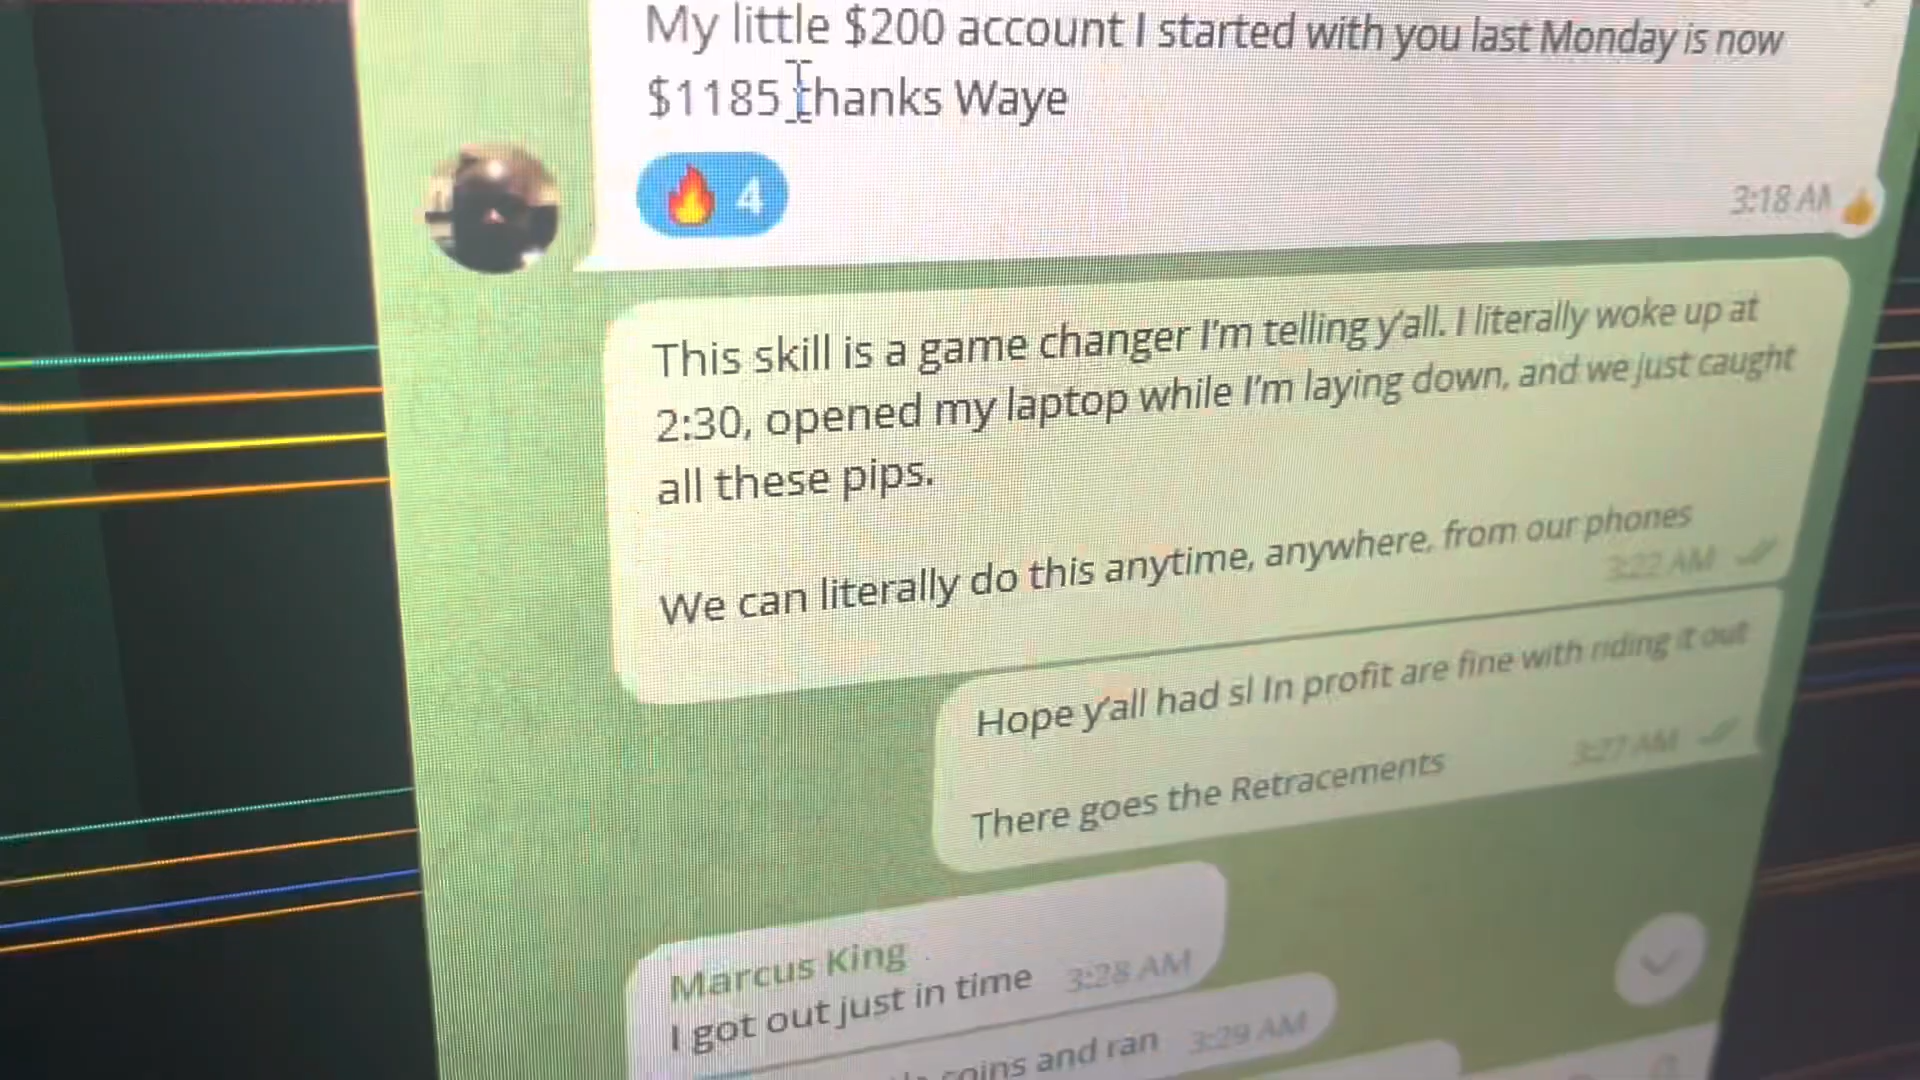 My little $200 account I started with you last Monday is now
$1185 thanks Waye
4
3:18 AM
This skill is a game changer I'm telling y'all. I literally woke up at
2:30, opened my laptop while I'm laying down, and we just caught
all these pips.
We can literally do this anytime, anywhere, from our phones
3:22 AM
Hope y'all had sl In profit are fine with riding it out
3:27 AM
There goes the Retracements
Marcus King
I got out just in time 3:28 AM
coins and ran 3:29 AM